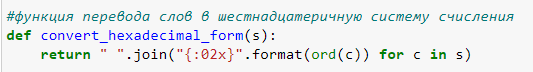 #функция перевода слов в шестнадцатеричную систему счисления
def convert_hexadecimal_form(s):
    return " ".join("{:02x}".format(ord(c)) for c in s)